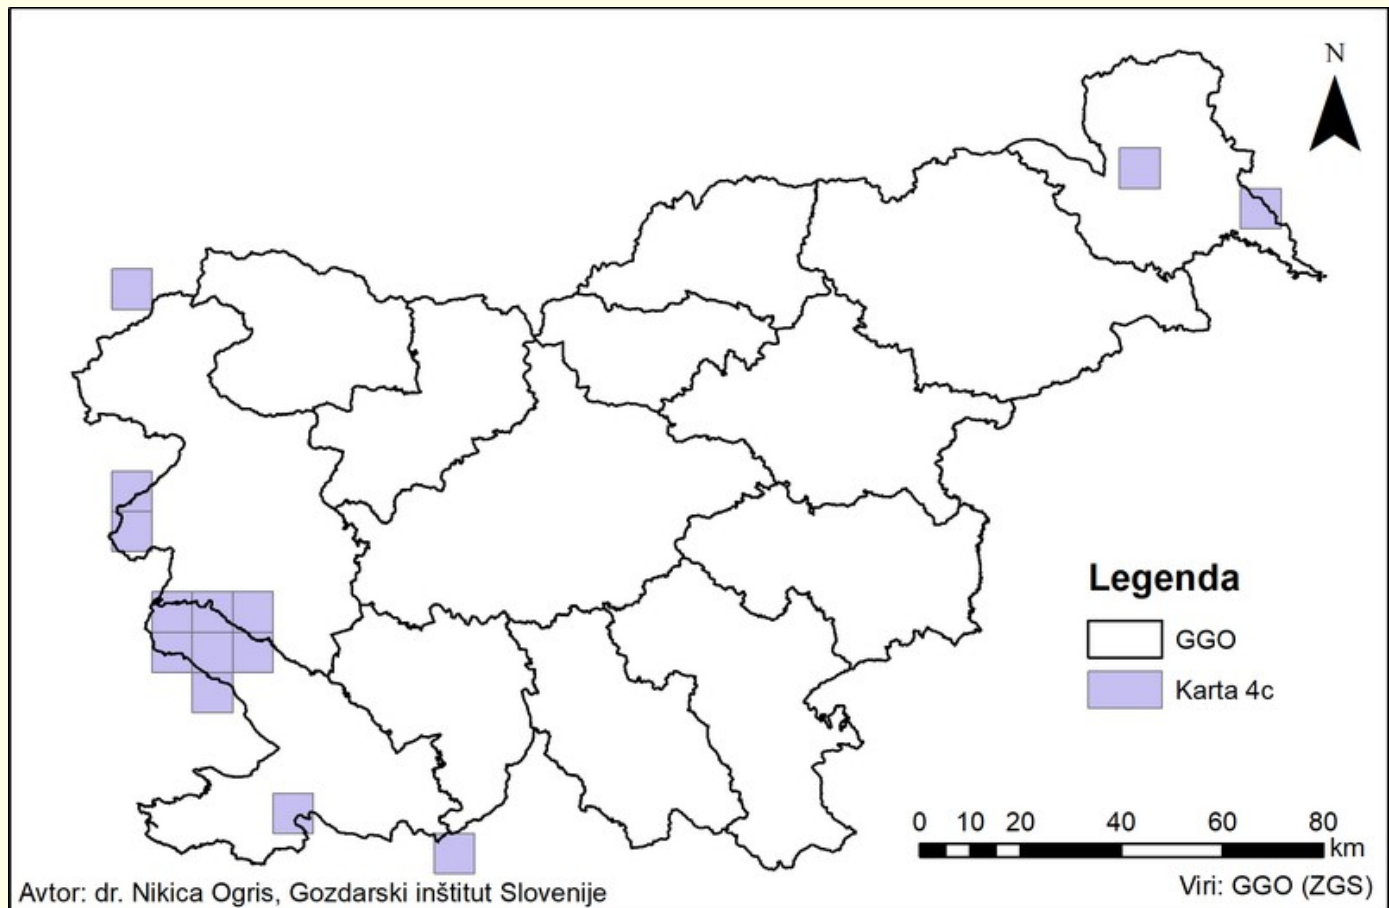 N
Legenda
GGO
Karta 4c
0 10 20 40 60 80
km
Avtor: dr. Nikica Ogris, Gozdarski inštitut Slovenije
Viri: GGO (ZGS)